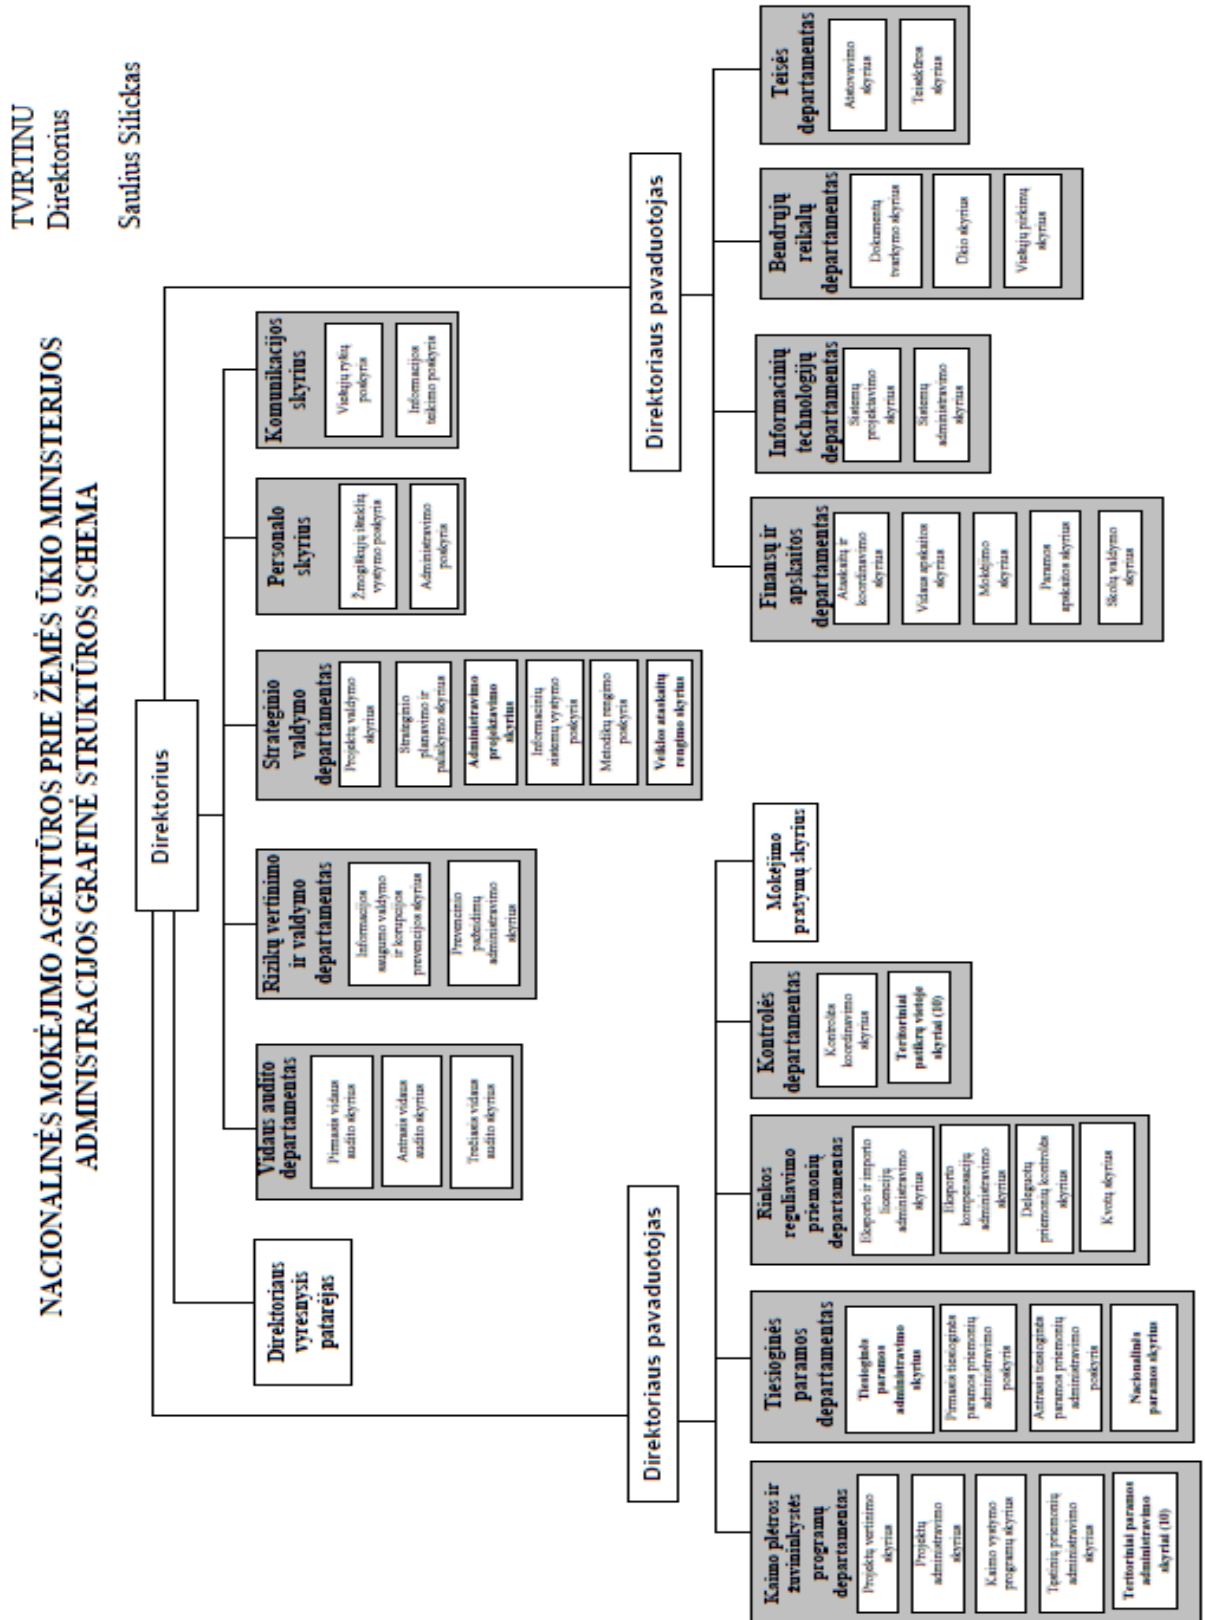 TVIRTINU
Direktorius
Saulius Silickas
NACIONALINĖS MOKĖJIMO AGENTŪROS PRIE ŽEMĖS ŪKIO MINISTERIJOS
ADMINISTRACIJOS GRAFINĖ STRUKTŪROS SCHEMA
Direktorius
Direktoriaus
vyresnysis
patarėjas
Vidaus audito
departamentas
Pirmasis vidaus
audito skyrius
Antrasis vidaus
audito skyrius
Trečiasis vidaus
audito skyrius
Rizikų vertinimo
ir valdymo
departamentas
Informacijos
saugumo valdymo
ir korupcijos
prevencijos skyrius
Prevencinio
pažeidimų
administravimo
skyrius
Strateginio
valdymo
departamentas
Projektų valdymo
skyrius
Strateginio
planavimo ir
palaikymo skyrius
Administravimo
projektavimo
skyrius
Informacinių
sistemų vystymo
poskyris
Metodikų rengimo
poskyris
Veiklos ataskaitų
rengimo skyrius
Personalo
skyrius
Žmogiškųjų išteklių
vystymo poskyris
Administravimo
poskyris
Komunikacijos
skyrius
Viešųjų ryšių
poskyris
Informacijos
teikimo poskyris
Direktoriaus pavaduotojas
Kaimo plėtros ir
žuvininkystės
programų
departamentas
Projektų vertinimo
skyrius
Projektų
administravimo
skyrius
Kaimo vystymo
programų skyrius
Tęstinių priemonių
administravimo
skyrius
Teritoriniai paramos
administravimo
skyriai (10)
Tiesioginės
paramos
departamentas
Tiesioginės
paramos
administravimo
skyrius
Pirmasis tiesioginės
paramos priemonių
administravimo
poskyris
Antrasis tiesioginės
paramos priemonių
administravimo
poskyris
Nacionalinės
paramos skyrius
Rinkos
reguliavimo
priemonių
departamentas
Eksporto ir importo
licencijų
administravimo
skyrius
Eksporto
kompensacijų
administravimo
skyrius
Deleguotų
priemonių kontrolės
skyrius
Kvotų skyrius
Kontrolės
departamentas
Kontrolės
koordinavimo
skyrius
Teritoriniai
patikrų vietoje
skyriai (10)
Mokėjimo
prašymų skyrius
Direktoriaus pavaduotojas
Finansų ir
apskaitos
departamentas
Ataskaitų ir
koordinavimo
skyrius
Vidaus apskaitos
skyrius
Mokėjimo
skyrius
Paramos
apskaitos skyrius
Skolų valdymo
skyrius
Informacinių
technologijų
departamentas
Sistemų
projektavimo
skyrius
Sistemų
administravimo
skyrius
Bendrųjų
reikalų
departamentas
Dokumentų
tvarkymo skyrius
Ūkio skyrius
Viešųjų pirkimų
skyrius
Teisės
departamentas
Atstovavimo
skyrius
Teisėkūros
skyrius